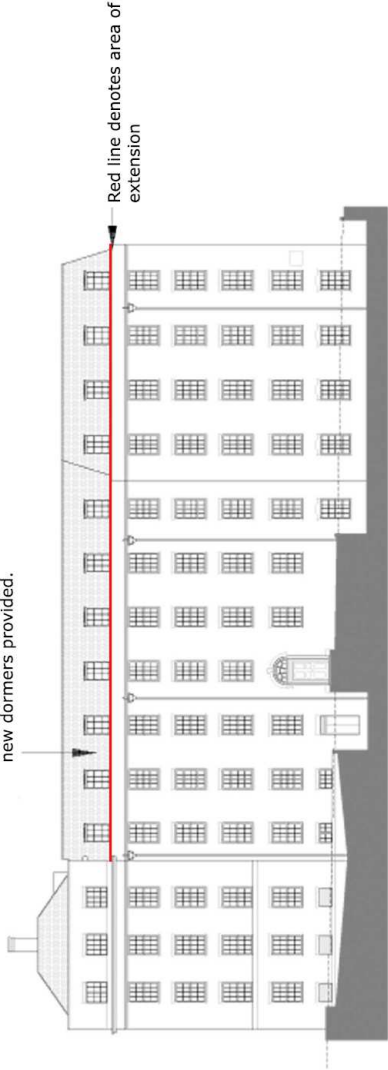 new dormers provided.
Red line denotes area of
extension